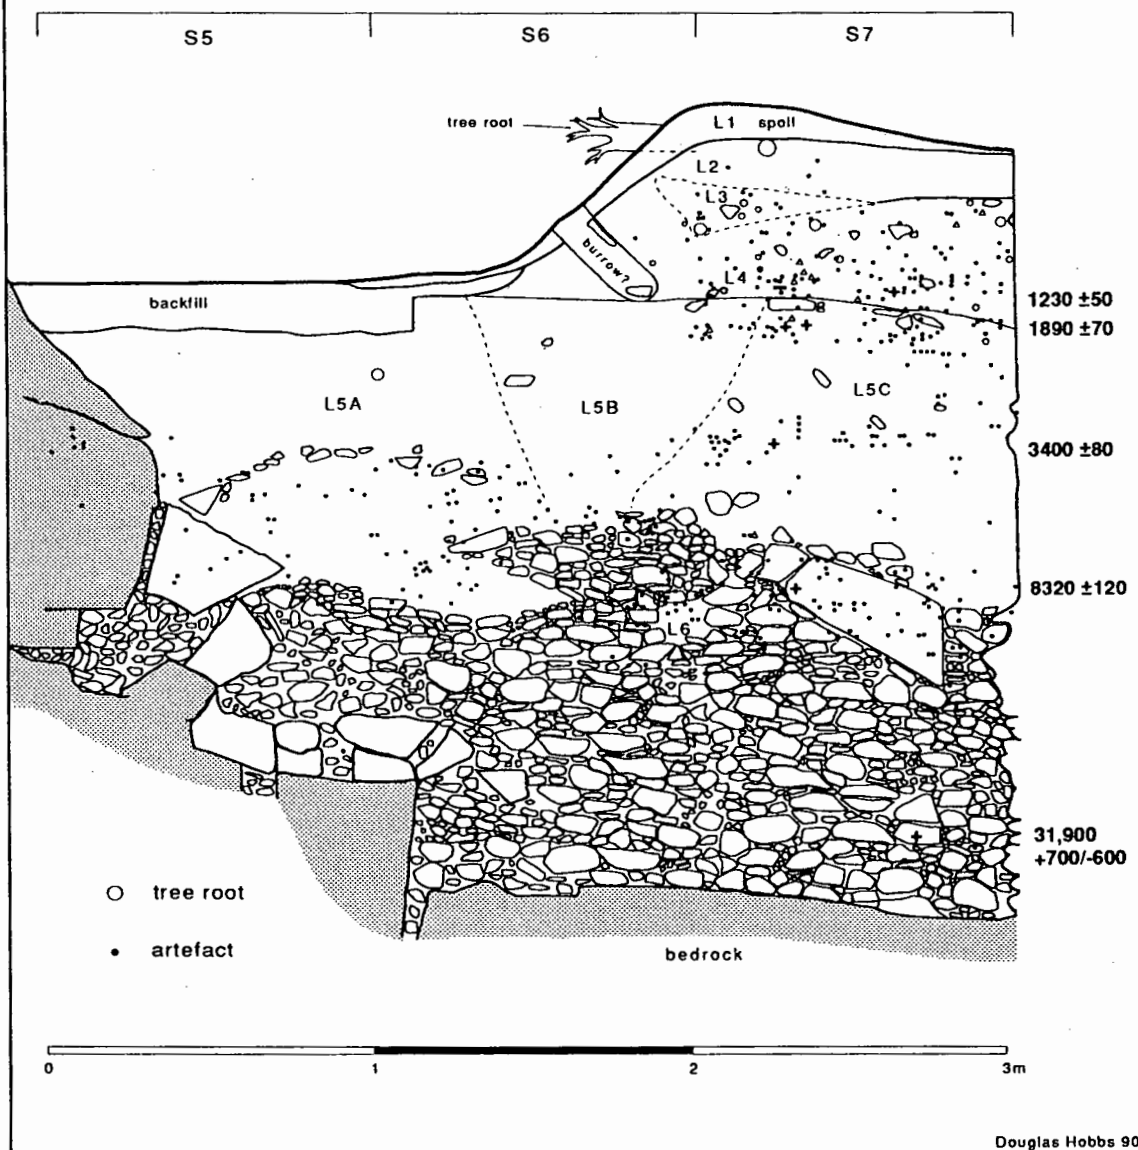 S5 S6 S7
tree root
L1 spoil
L2
L3
burrow?
L4
backfill
1230 ±50
1890 ±70
L5A
L5B
L5C
3400 ±80
8320 ±120
L6
31,900
+700/-600
tree root
artefact
bedrock
0 1 2 3m
Douglas Hobbs 90